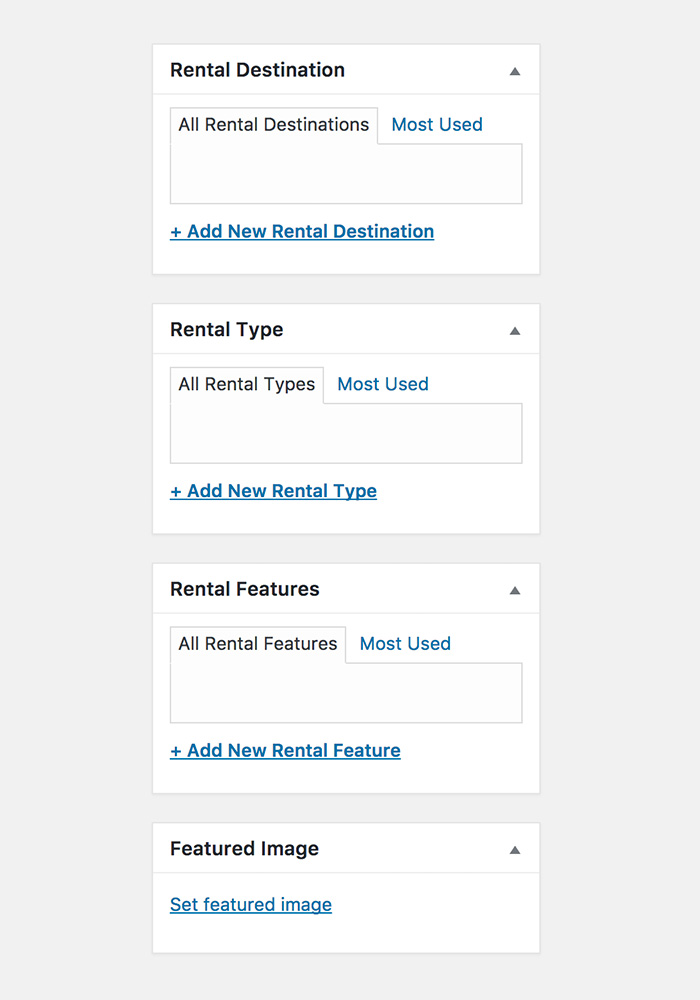 Rental Destination
All Rental Destinations Most Used
+ Add New Rental Destination
Rental Type
All Rental Types Most Used
+ Add New Rental Type
Rental Features
All Rental Features Most Used
+ Add New Rental Feature
Featured Image
Set featured image